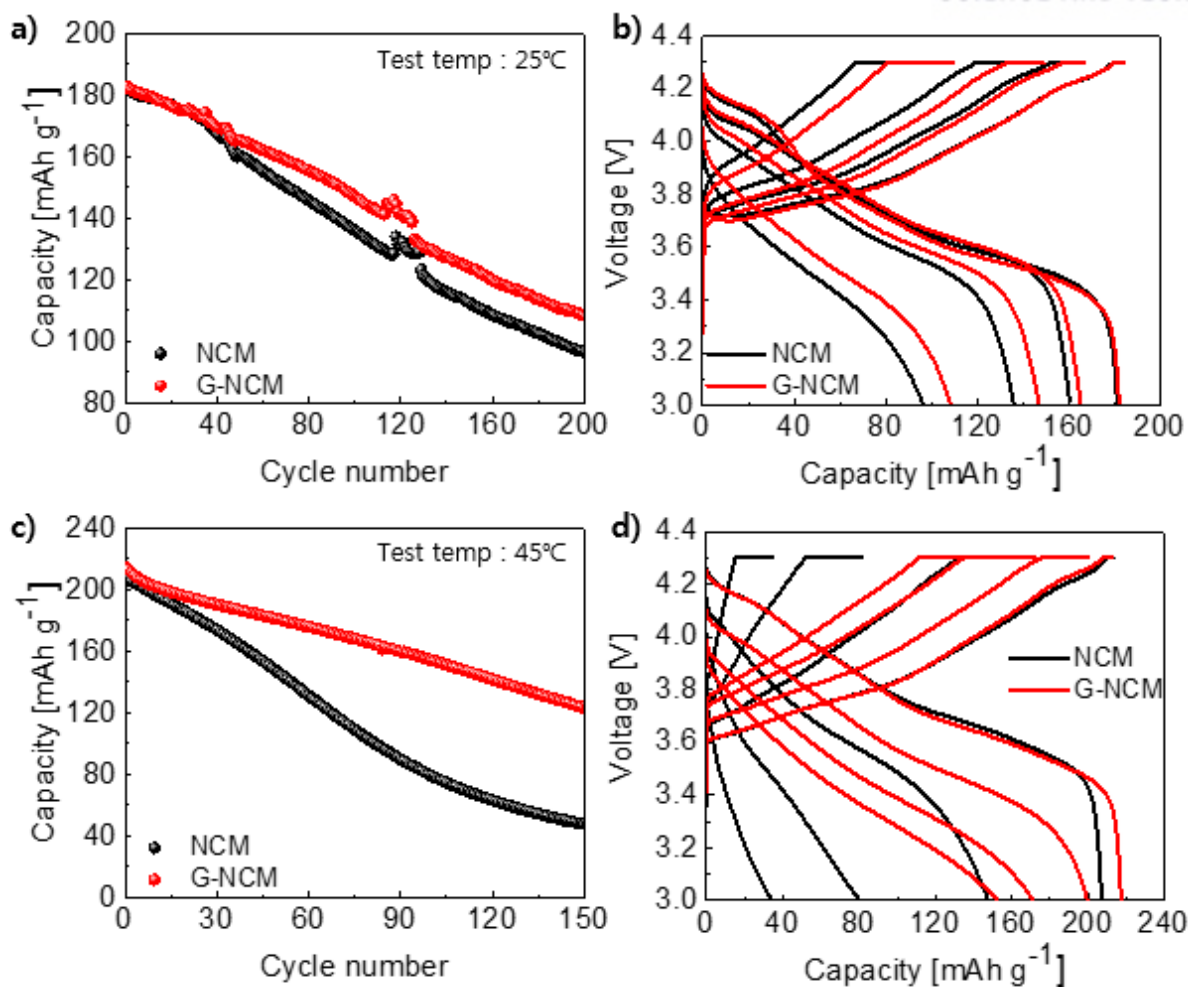 a)
200
180
160
140
120
100
80
Capacity [mAh g⁻¹]
Test temp : 25℃
NCM
G-NCM
0 40 80 120 160 200
Cycle number
b)
4.4
4.2
4.0
3.8
3.6
3.4
3.2
3.0
Voltage [V]
NCM
G-NCM
0 40 80 120 160 200
Capacity [mAh g⁻¹]
c)
240
200
160
120
80
40
0
Capacity [mAh g⁻¹]
Test temp : 45℃
NCM
G-NCM
0 30 60 90 120 150
Cycle number
d)
4.4
4.2
4.0
3.8
3.6
3.4
3.2
3.0
Voltage [V]
NCM
G-NCM
0 40 80 120 160 200 240
Capacity [mAh g⁻¹]